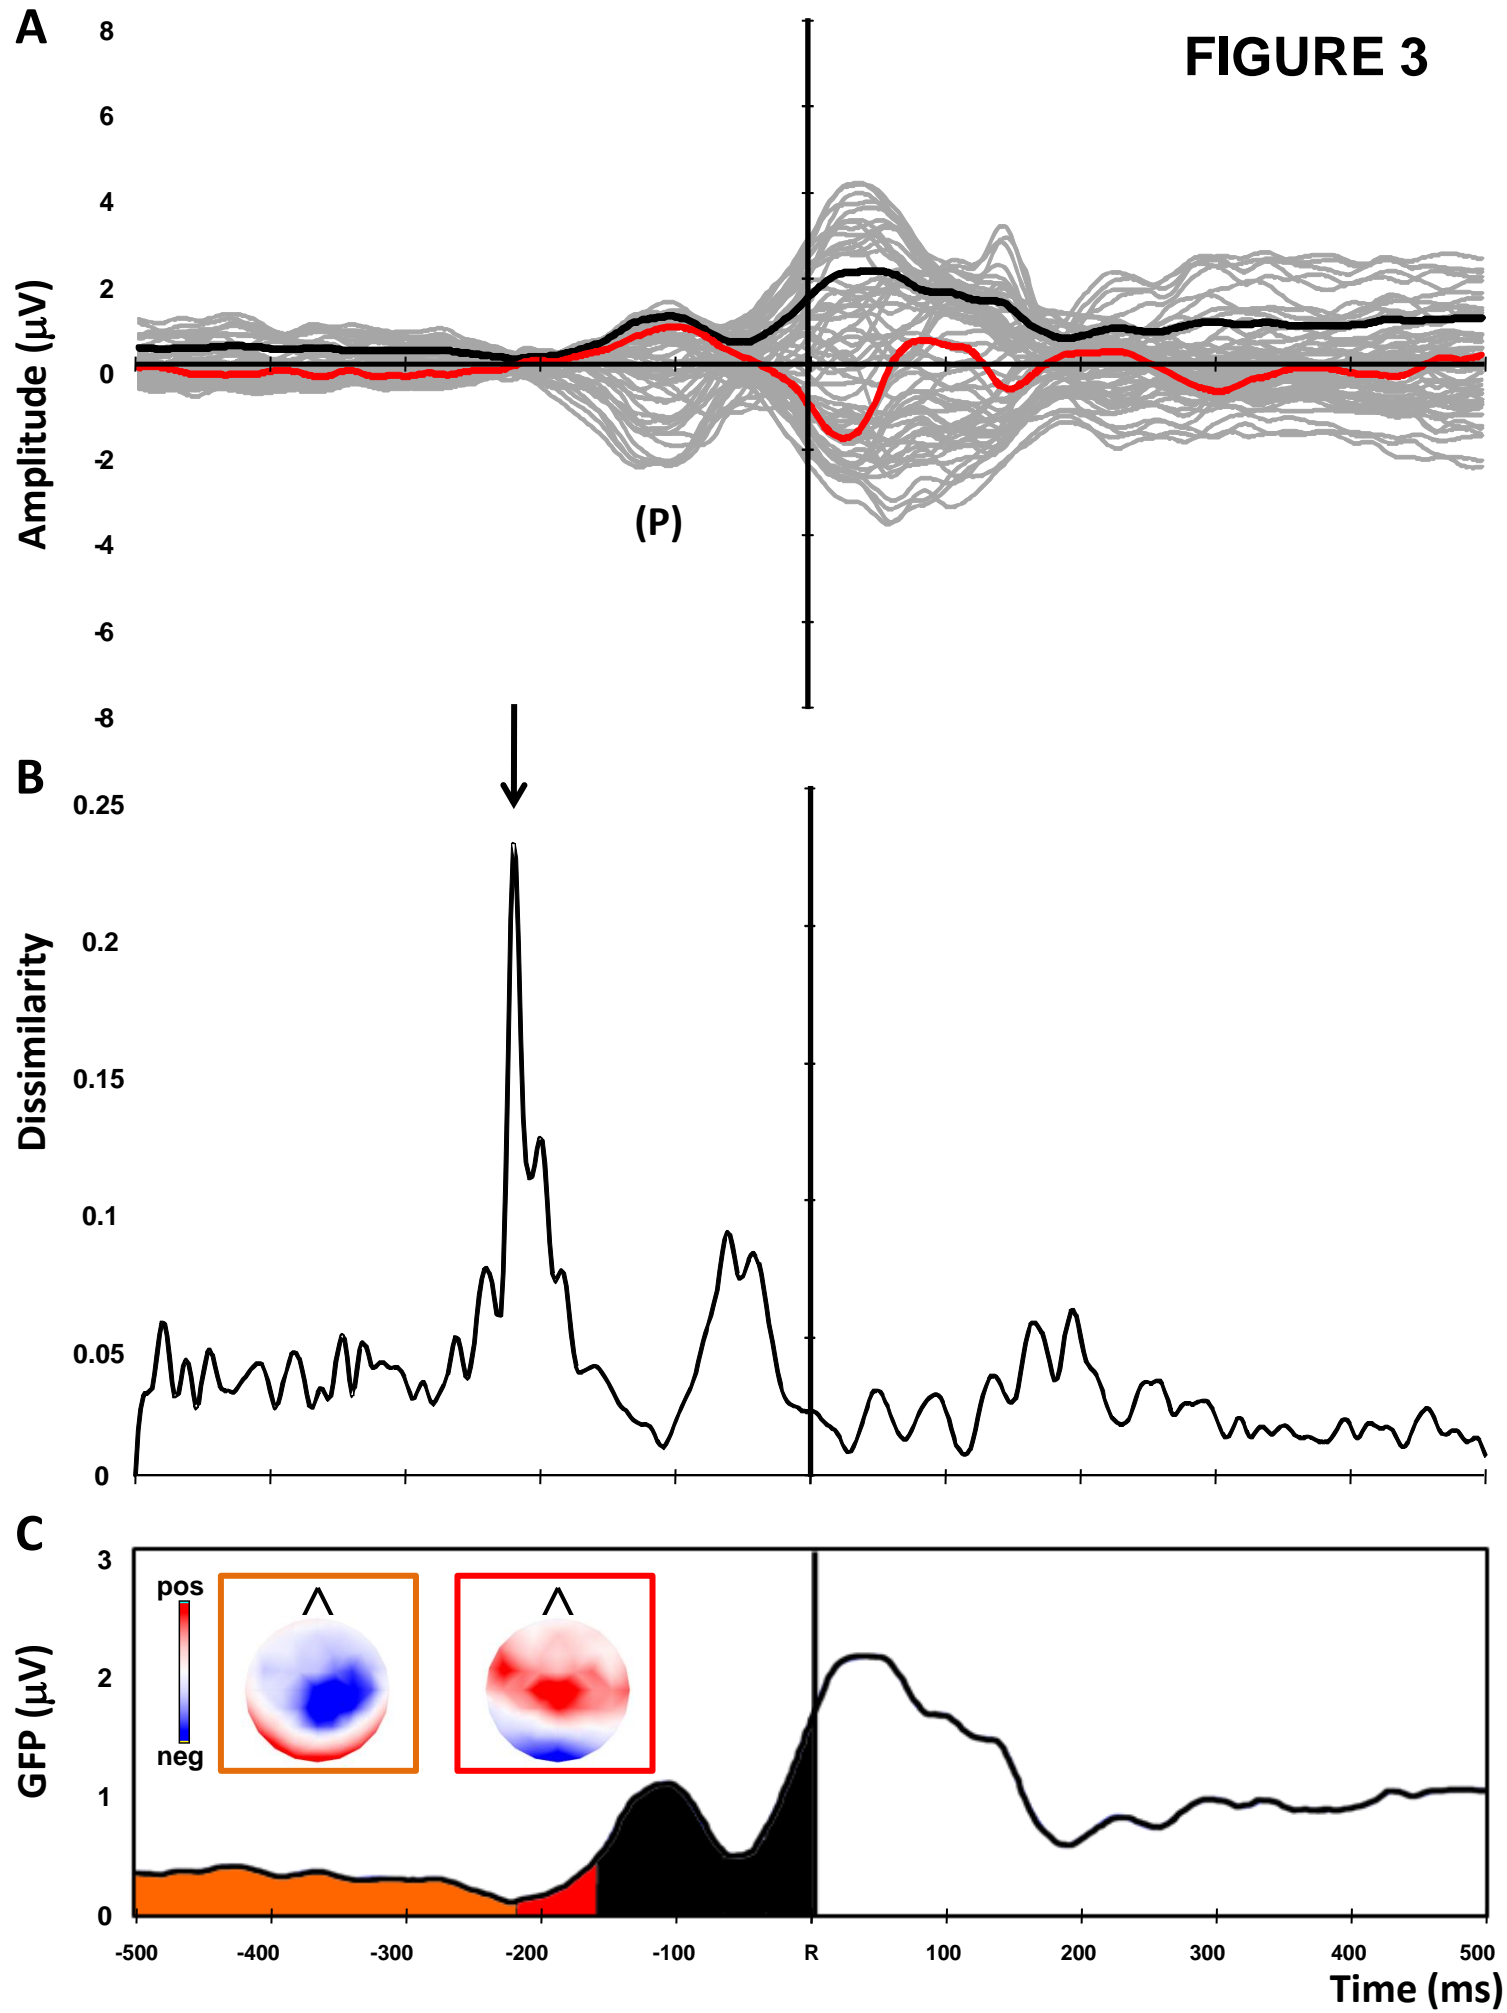 A
FIGURE 3
8
6
4
2
0
-2
-4
-6
-8
Amplitude (μV)
(P)
B
0.25
0.2
0.15
0.1
0.05
0
Dissimilarity
C
3
2
1
0
GFP (μV)
pos
neg
-500 -400 -300 -200 -100 R 100 200 300 400 500
Time (ms)